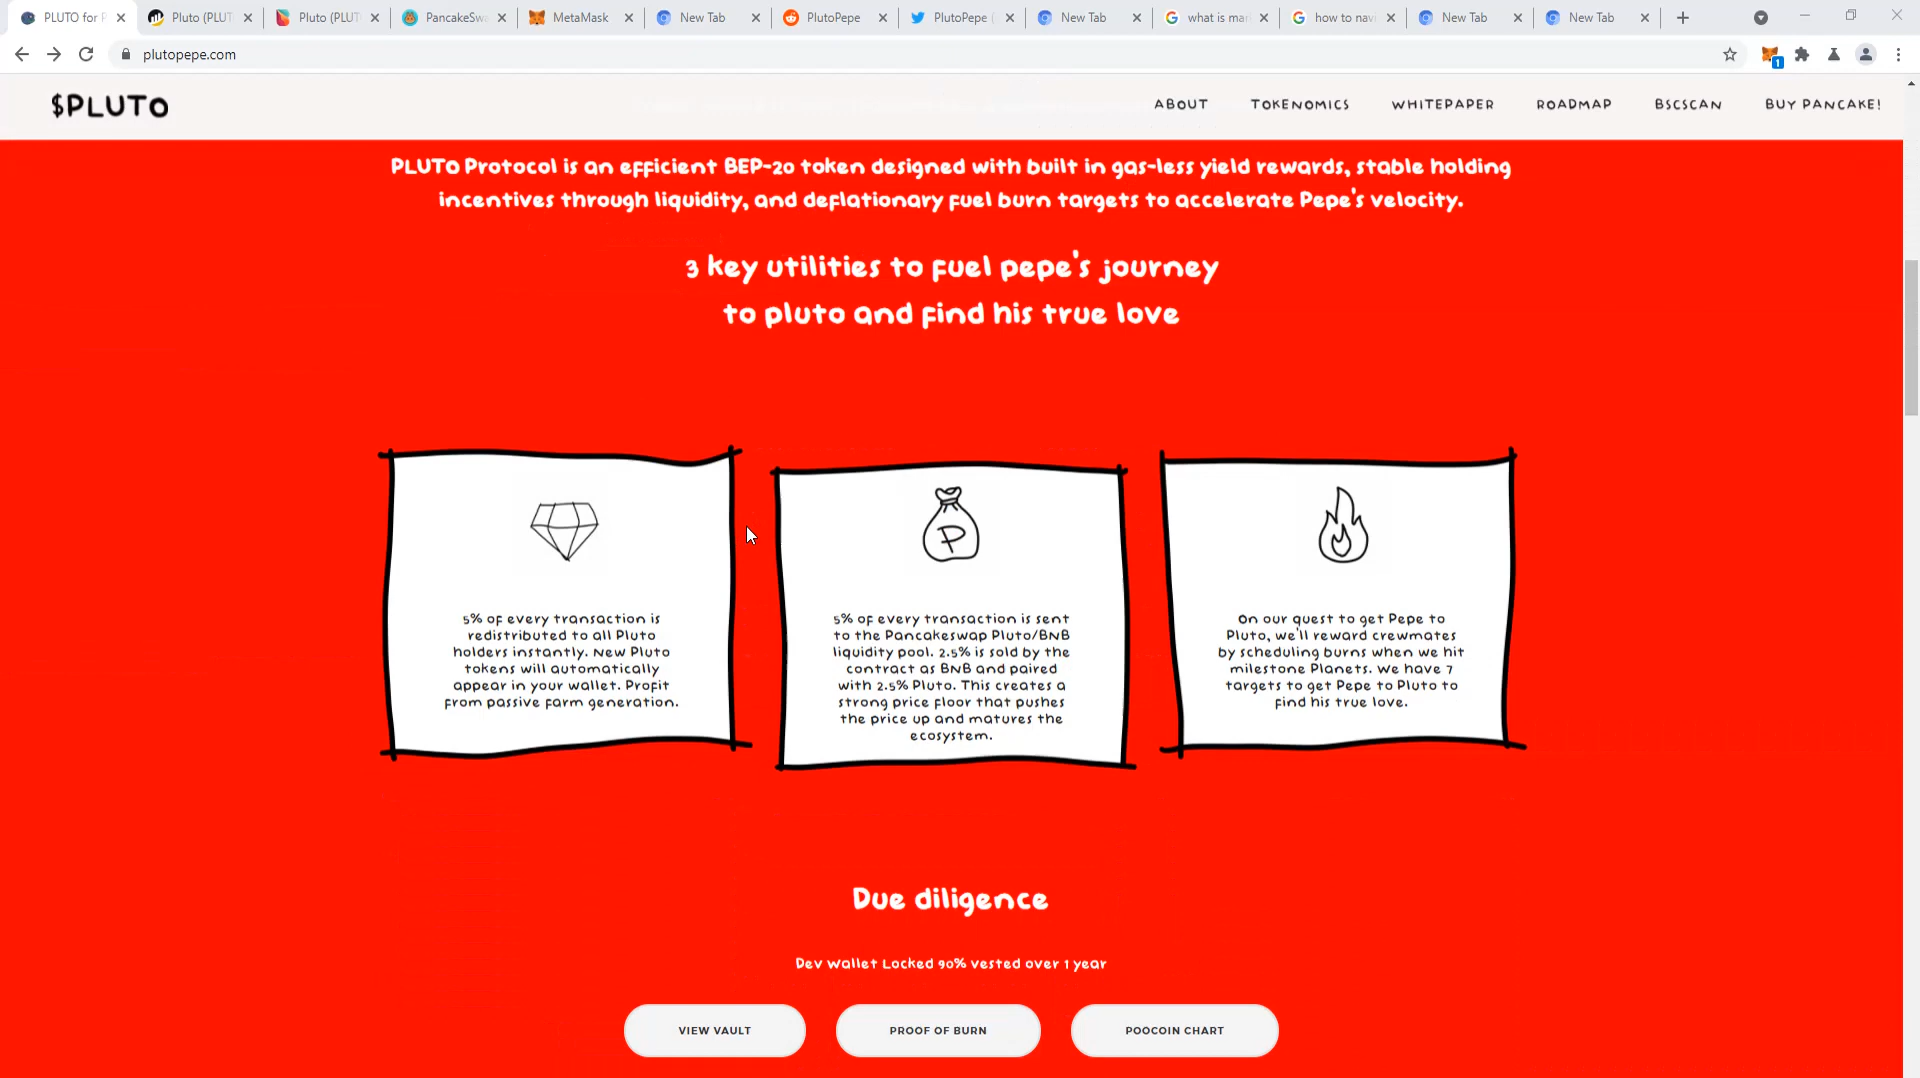 PLUTO for P
Pluto (PLUT
Pluto (PLUT
PancakeSwa
MetaMask
New Tab
PlutoPepe
PlutoPepe (
New Tab
what is mar
how to navi
New Tab
New Tab
plutopepe.com
1
$PLUTO
ABOUT
TOKENOMICS
WHITEPAPER
ROADMAP
BSCSCAN
BUY PANCAKE!
PLUTO Protocol is an efficient BEP-20 token designed with built in gas-less yield rewards, stable holding
incentives through liquidity, and deflationary fuel burn targets to accelerate Pepe's velocity.
3 key utilities to fuel pepe's journey
to pluto and find his true love
5% of every transaction is
redistributed to all Pluto
holders instantly. New Pluto
tokens will automatically
appear in your wallet. Profit
from passive farm generation.
P
5% of every transaction is sent
to the Pancakeswap Pluto/BNB
liquidity pool. 2.5% is sold by the
contract as BNB and paired
with 2.5% Pluto. This creates a
strong price floor that pushes
the price up and matures the
ecosystem.
On our quest to get Pepe to
Pluto, we'll reward crewmates
by scheduling burns when we hit
milestone Planets. We have 7
targets to get Pepe to Pluto to
find his true love.
Due diligence
Dev Wallet Locked 90% vested over 1 year
VIEW VAULT
PROOF OF BURN
POOCOIN CHART